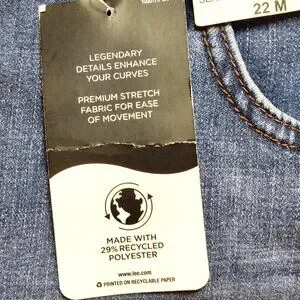 22 M
LEGENDARY
DETAILS ENHANCE
YOUR CURVES
PREMIUM STRETCH
FABRIC FOR EASE
OF MOVEMENT
MADE WITH
29% RECYCLED
POLYESTER
www.lee.com
PRINTED ON RECYCLABLE PAPER